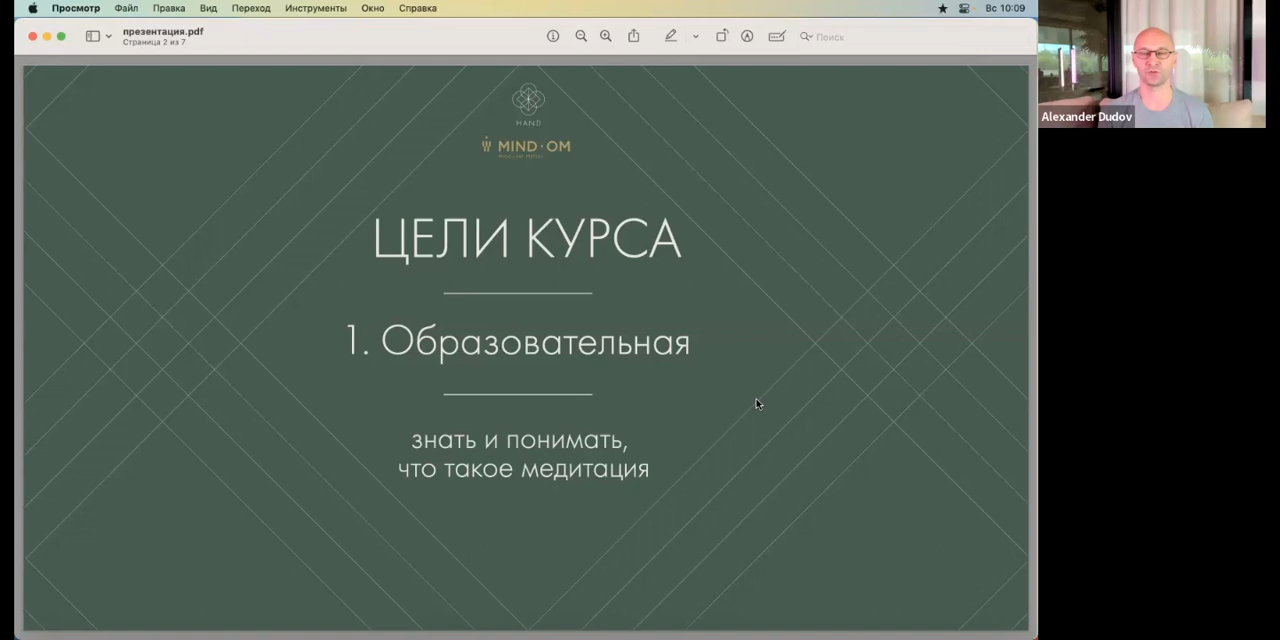 Просмотр Файл Правка Вид Переход Инструменты Окно Справка Вс 10:09
презентация.pdf
Страница 2 из 7
Поиск
Alexander Dudov
HAND
MIND·OM
ЦЕЛИ КУРСА
1. Образовательная
знать и понимать,
что такое медитация